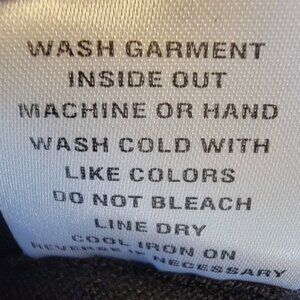 WASH GARMENT
INSIDE OUT
MACHINE OR HAND
WASH COLD WITH
LIKE COLORS
DO NOT BLEACH
LINE DRY
COOL IRON ON
REVERSE IF NECESSARY